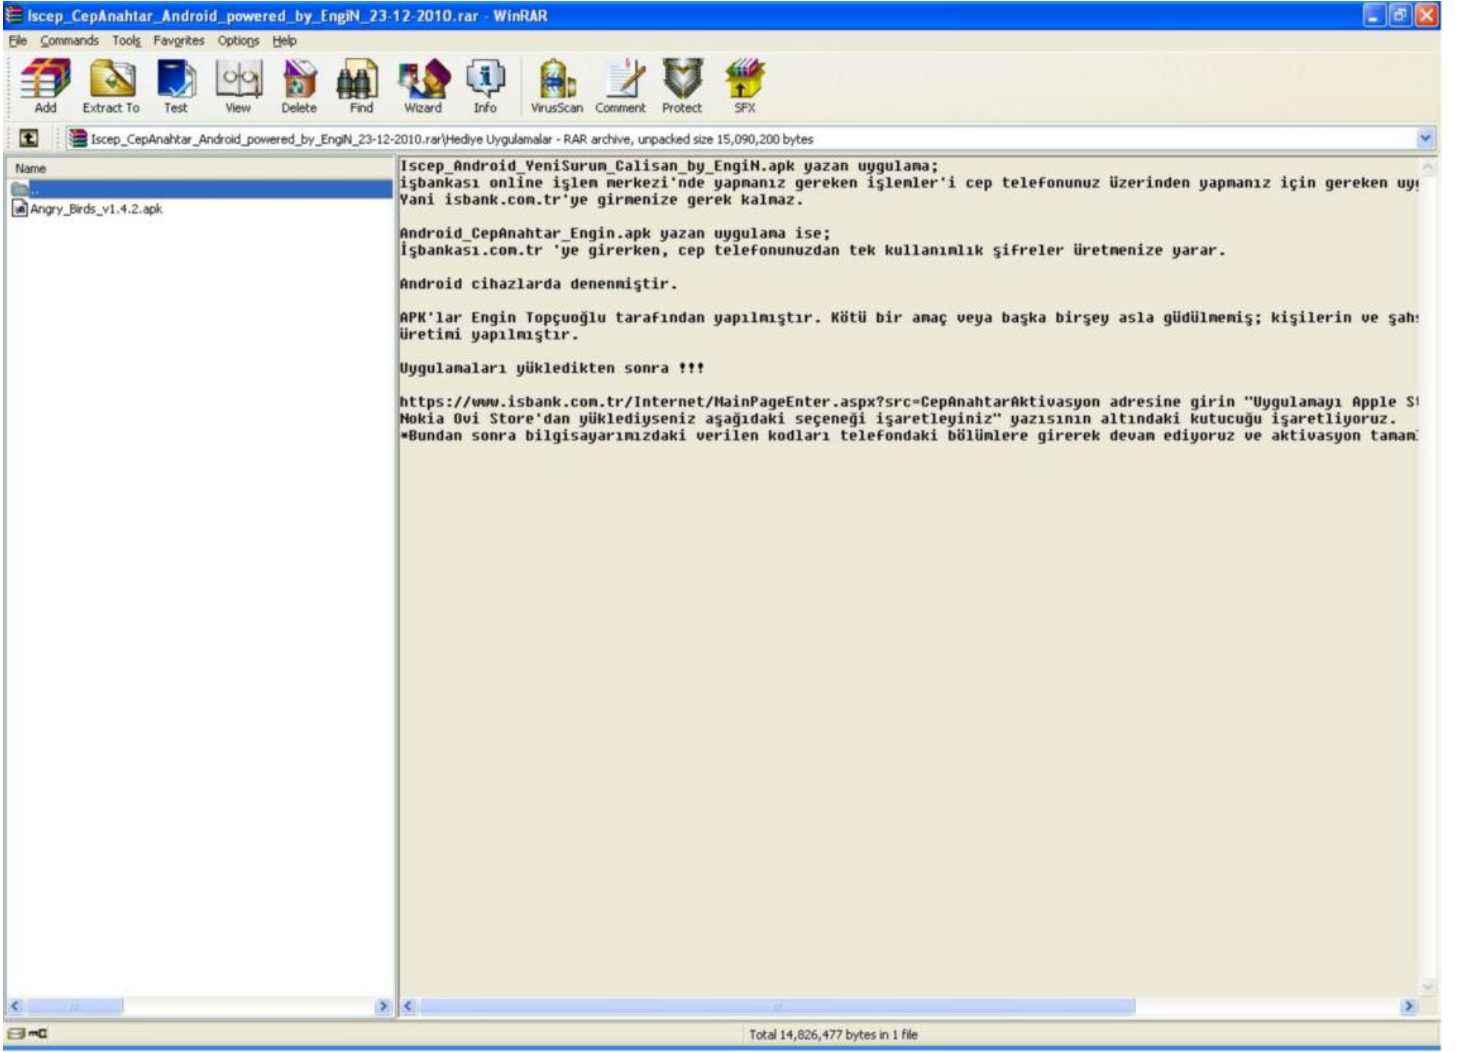 Iscep_CepAnahtar_Android_powered_by_EngiN_23-12-2010.rar - WinRAR
File Commands Tools Favorites Options Help
Add Extract To Test View Delete Find Wizard Info VirusScan Comment Protect SFX
Iscep_CepAnahtar_Android_powered_by_EngiN_23-12-2010.rar\Hediye Uygulamalar - RAR archive, unpacked size 15,090,200 bytes
Name
..
Angry_Birds_v1.4.2.apk
Iscep_Android_YeniSurum_Calisan_by_EngiN.apk yazan uygulama;
işbankası online işlem merkezi'nde yapmanız gereken işlemler'i cep telefonunuz üzerinden yapmanız için gereken
Yani isbank.com.tr'ye girmenize gerek kalmaz.
Android_CepAnahtar_Engin.apk yazan uygulama ise;
İşbankası.com.tr 'ye girerken, cep telefonunuzdan tek kullanımlık şifreler üretmenize yarar.
Android cihazlarda denenmiştir.
APK'lar Engin Topçuoğlu tarafından yapılmıştır. Kötü bir amaç veya başka birşey asla güdülmemiş; kişilerin ve
üretimi yapılmıştır.
Uygulamaları yükledikten sonra !!!
https://www.isbank.com.tr/Internet/MainPageEnter.aspx?src=CepAnahtarAktivasyon adresine girin "Uygulamayı Apple
Nokia Ovi Store'dan yüklediyseniz aşağıdaki seçeneği işaretleyiniz" yazısının altındaki kutucuğu işaretliyoruz.
*Bundan sonra bilgisayarımızdaki verilen kodları telefondaki bölümlere girerek devam ediyoruz ve aktivasyon
Total 14,826,477 bytes in 1 file